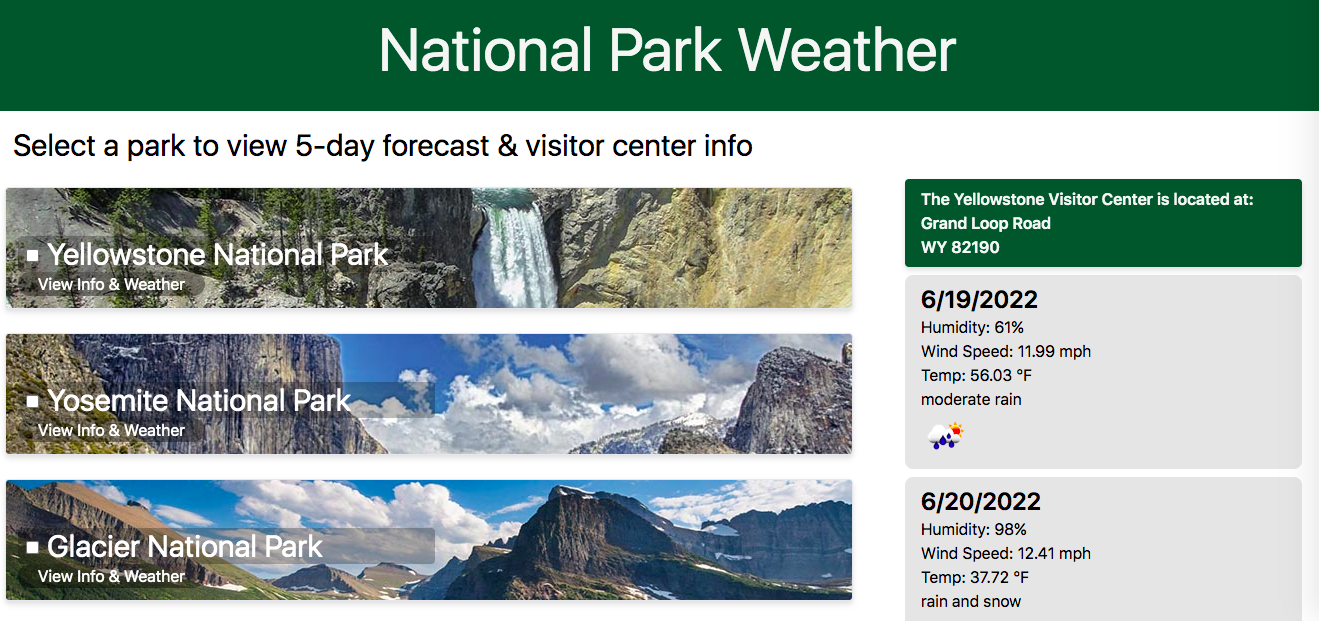 National Park Weather
Select a park to view 5-day forecast & visitor center info
Yellowstone National Park
View Info & Weather
Yosemite National Park
View Info & Weather
Glacier National Park
View Info & Weather
The Yellowstone Visitor Center is located at:
Grand Loop Road
WY 82190
6/19/2022
Humidity: 61%
Wind Speed: 11.99 mph
Temp: 56.03 °F
moderate rain
6/20/2022
Humidity: 98%
Wind Speed: 12.41 mph
Temp: 37.72 °F
rain and snow